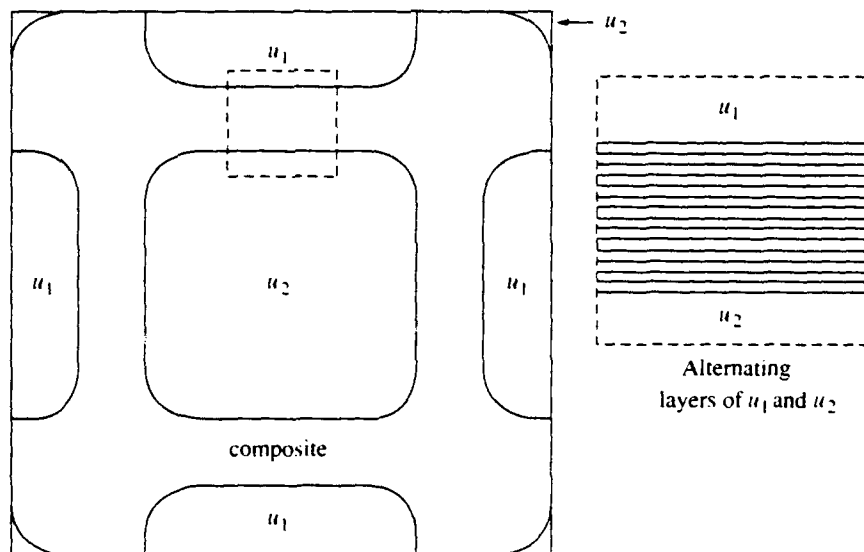 u₂
u₁
u₁
u₁
u₂
u₁
u₂
Alternating
layers of u₁ and u₂
composite
u₁